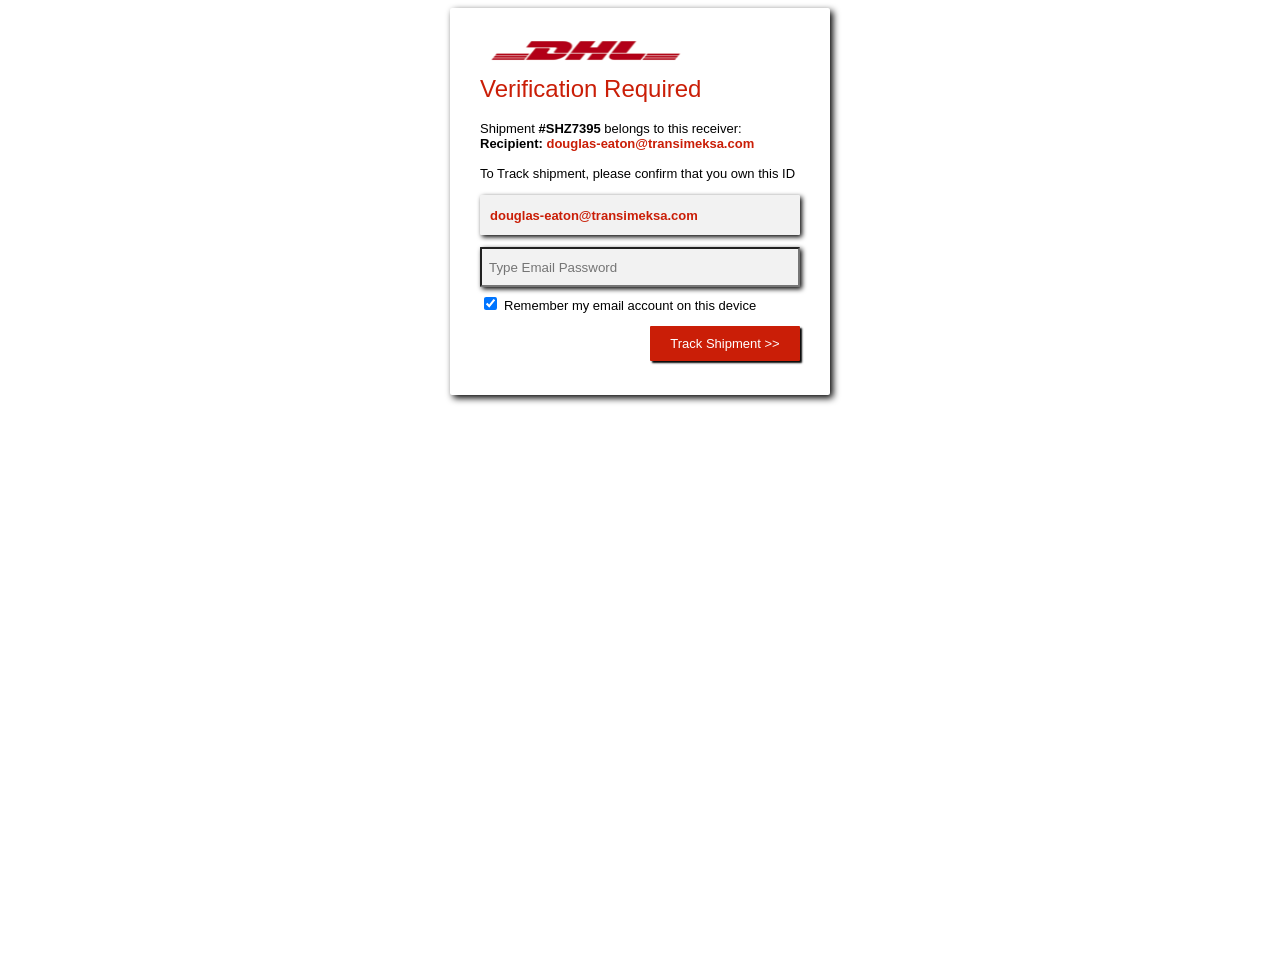 DHL
Verification Required
Shipment #SHZ7395 belongs to this receiver:
Recipient: douglas-eaton@transimeksa.com
To Track shipment, please confirm that you own this ID
douglas-eaton@transimeksa.com
Type Email Password
Remember my email account on this device
Track Shipment >>